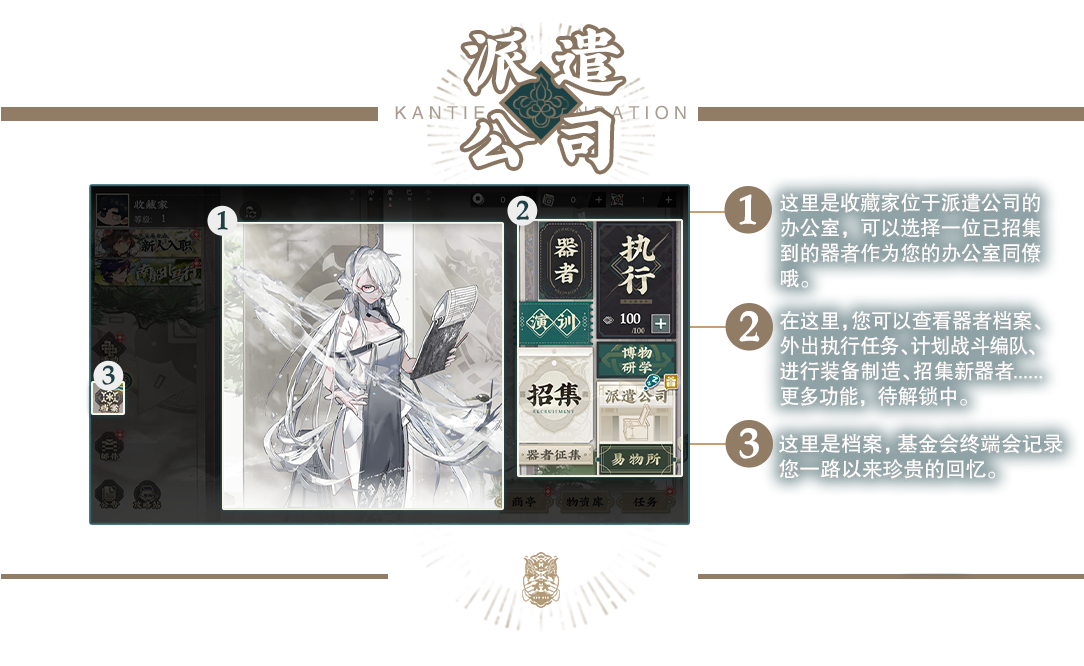 派遣
KANTIE
NDATION
公司
收藏家
等级: 1
新人入职
1
2
3
器者
执行
100
/100
演训
博物
研学
招集
RECRUITMENT
派遣公司
器者征集
易物所
档案
邮件
商亭
物资库
任务
1
这里是收藏家位于派遣公司的
办公室，可以选择一位已招集
到的器者作为您的办公室同僚
哦。
2
在这里,您可以查看器者档案、
外出执行任务、计划战斗编队、
进行装备制造、招集新器者......
更多功能，待解锁中。
3
这里是档案，基金会终端会记录
您一路以来珍贵的回忆。